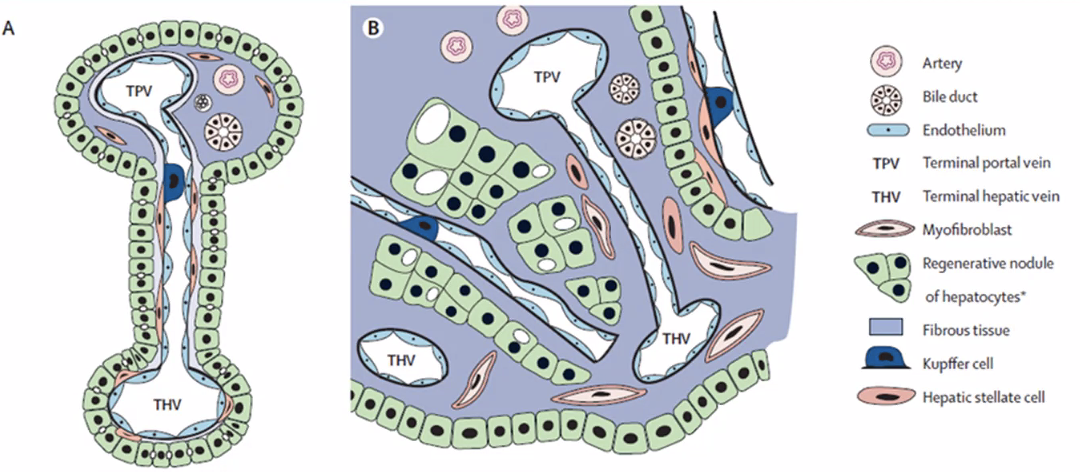 A
TPV
THV
B
TPV
THV
THV
Artery
Bile duct
Endothelium
TPV Terminal portal vein
THV Terminal hepatic vein
Myofibroblast
Regenerative nodule
of hepatocytes*
Fibrous tissue
Kupffer cell
Hepatic stellate cell